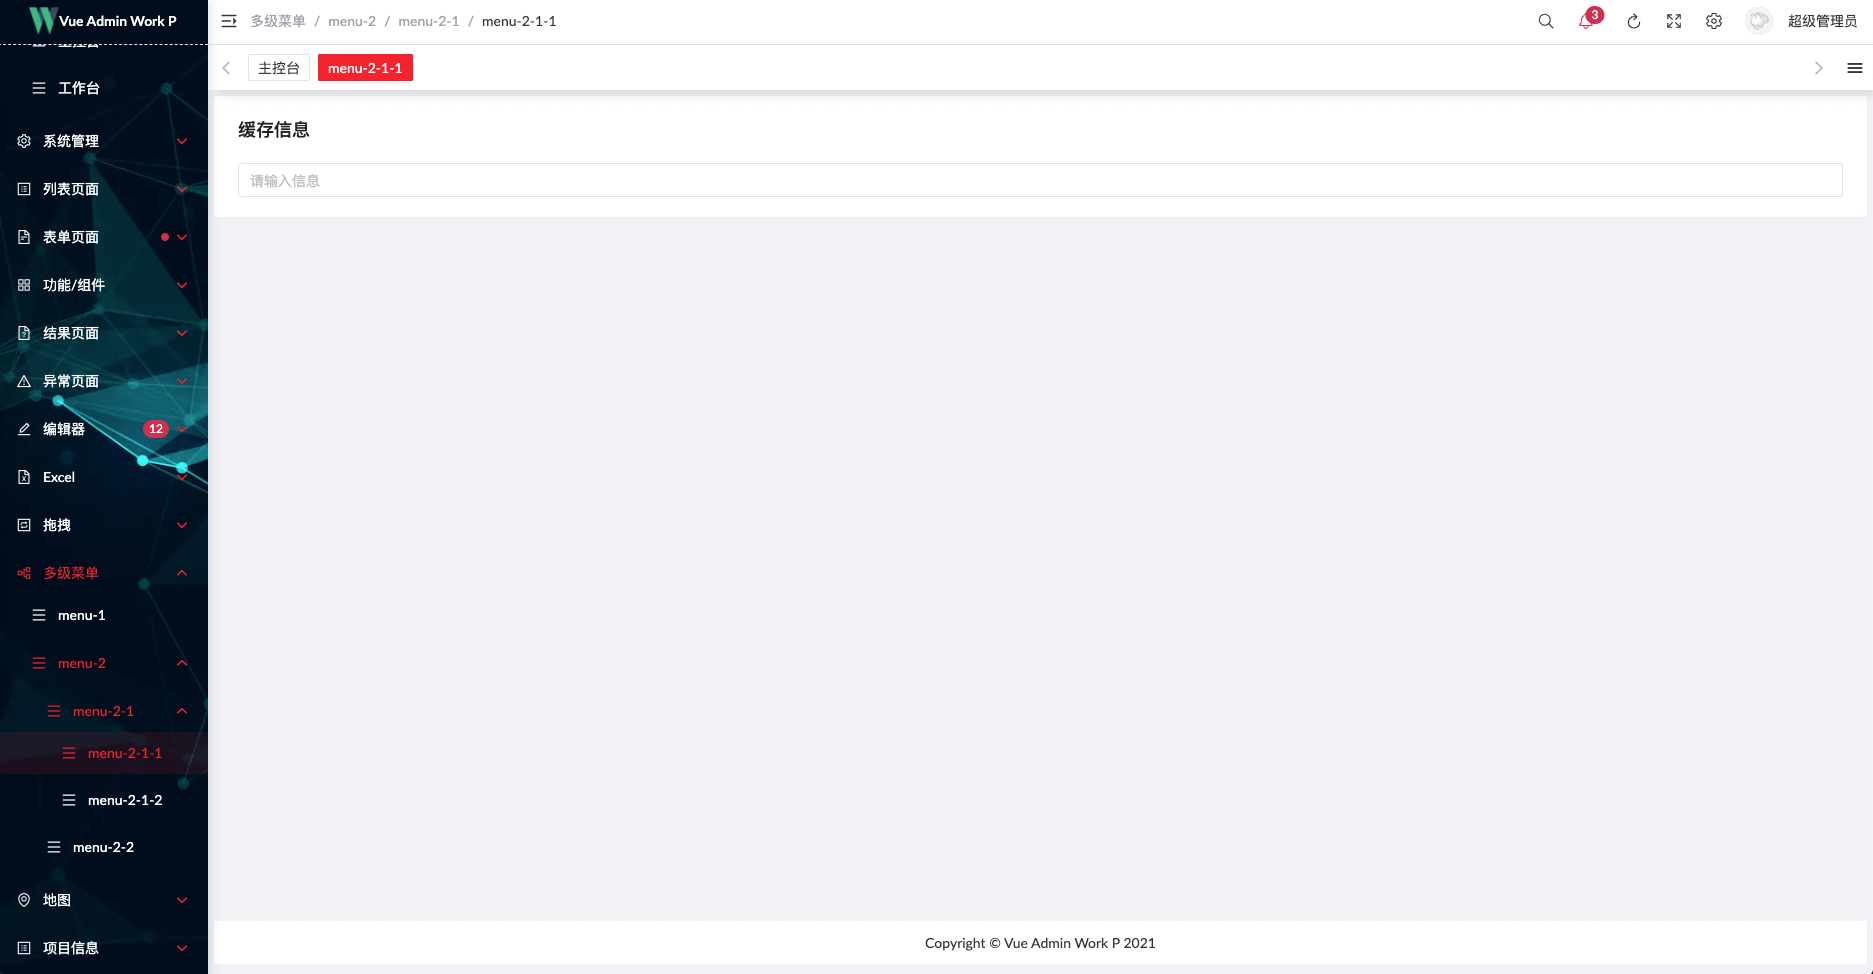 Vue Admin Work P
工作台
系统管理
列表页面
表单页面
功能/组件
结果页面
异常页面
编辑器 12
Excel
拖拽
多级菜单
menu-1
menu-2
menu-2-1
menu-2-1-1
menu-2-1-2
menu-2-2
地图
项目信息
多级菜单 / menu-2 / menu-2-1 / menu-2-1-1
3
超级管理员
主控台 menu-2-1-1
缓存信息
请输入信息
Copyright © Vue Admin Work P 2021